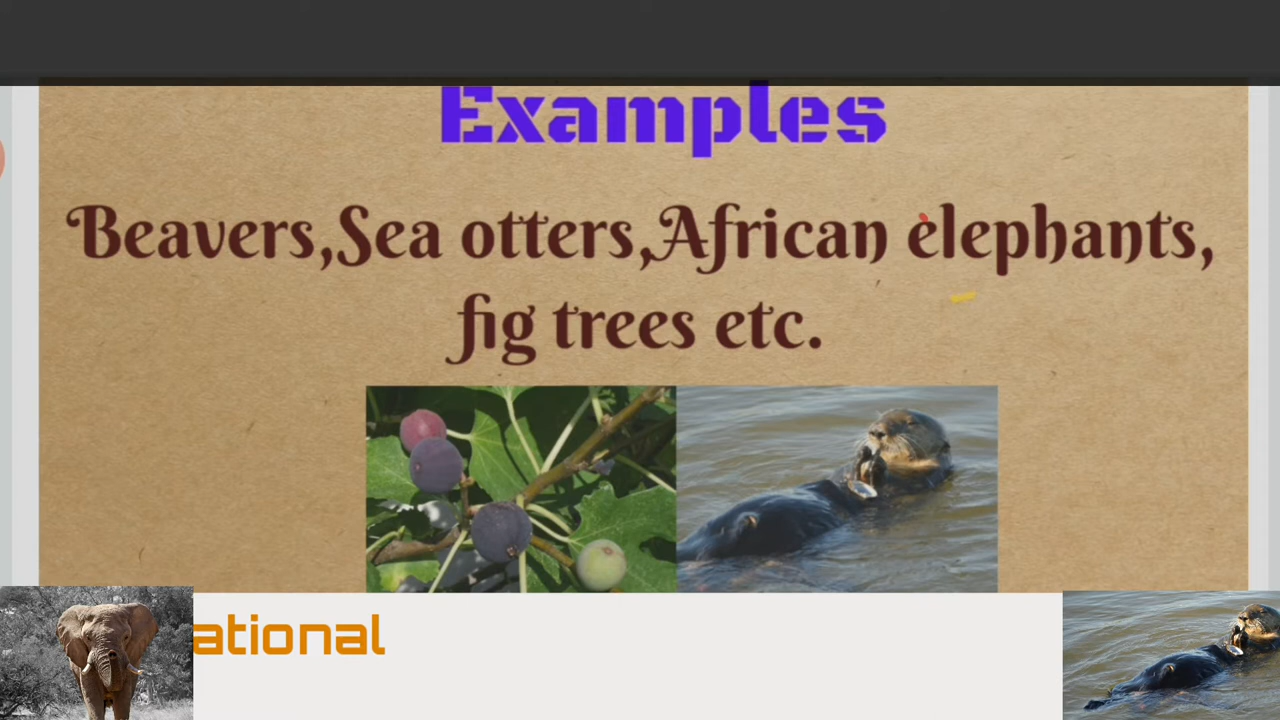 Examples
Beavers,Sea otters,African elephants,
fig trees etc.
ational